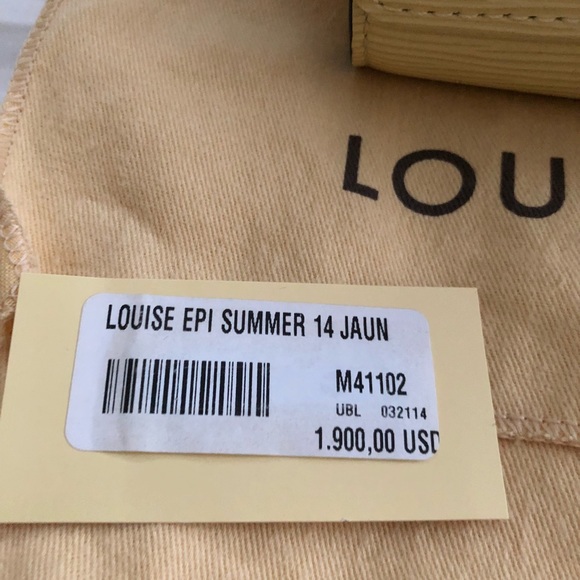 LOU
LOUISE EPI SUMMER 14 JAUN
M41102
UBL 032114
1.900,00 USD